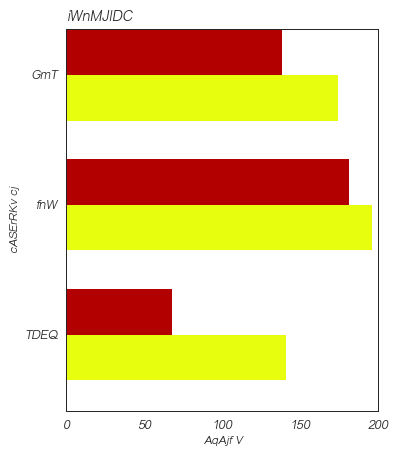 iWnMJIDC
GmT
fnW
TDEQ
cASErRKv cj
0 50 100 150 200
AqAjf V